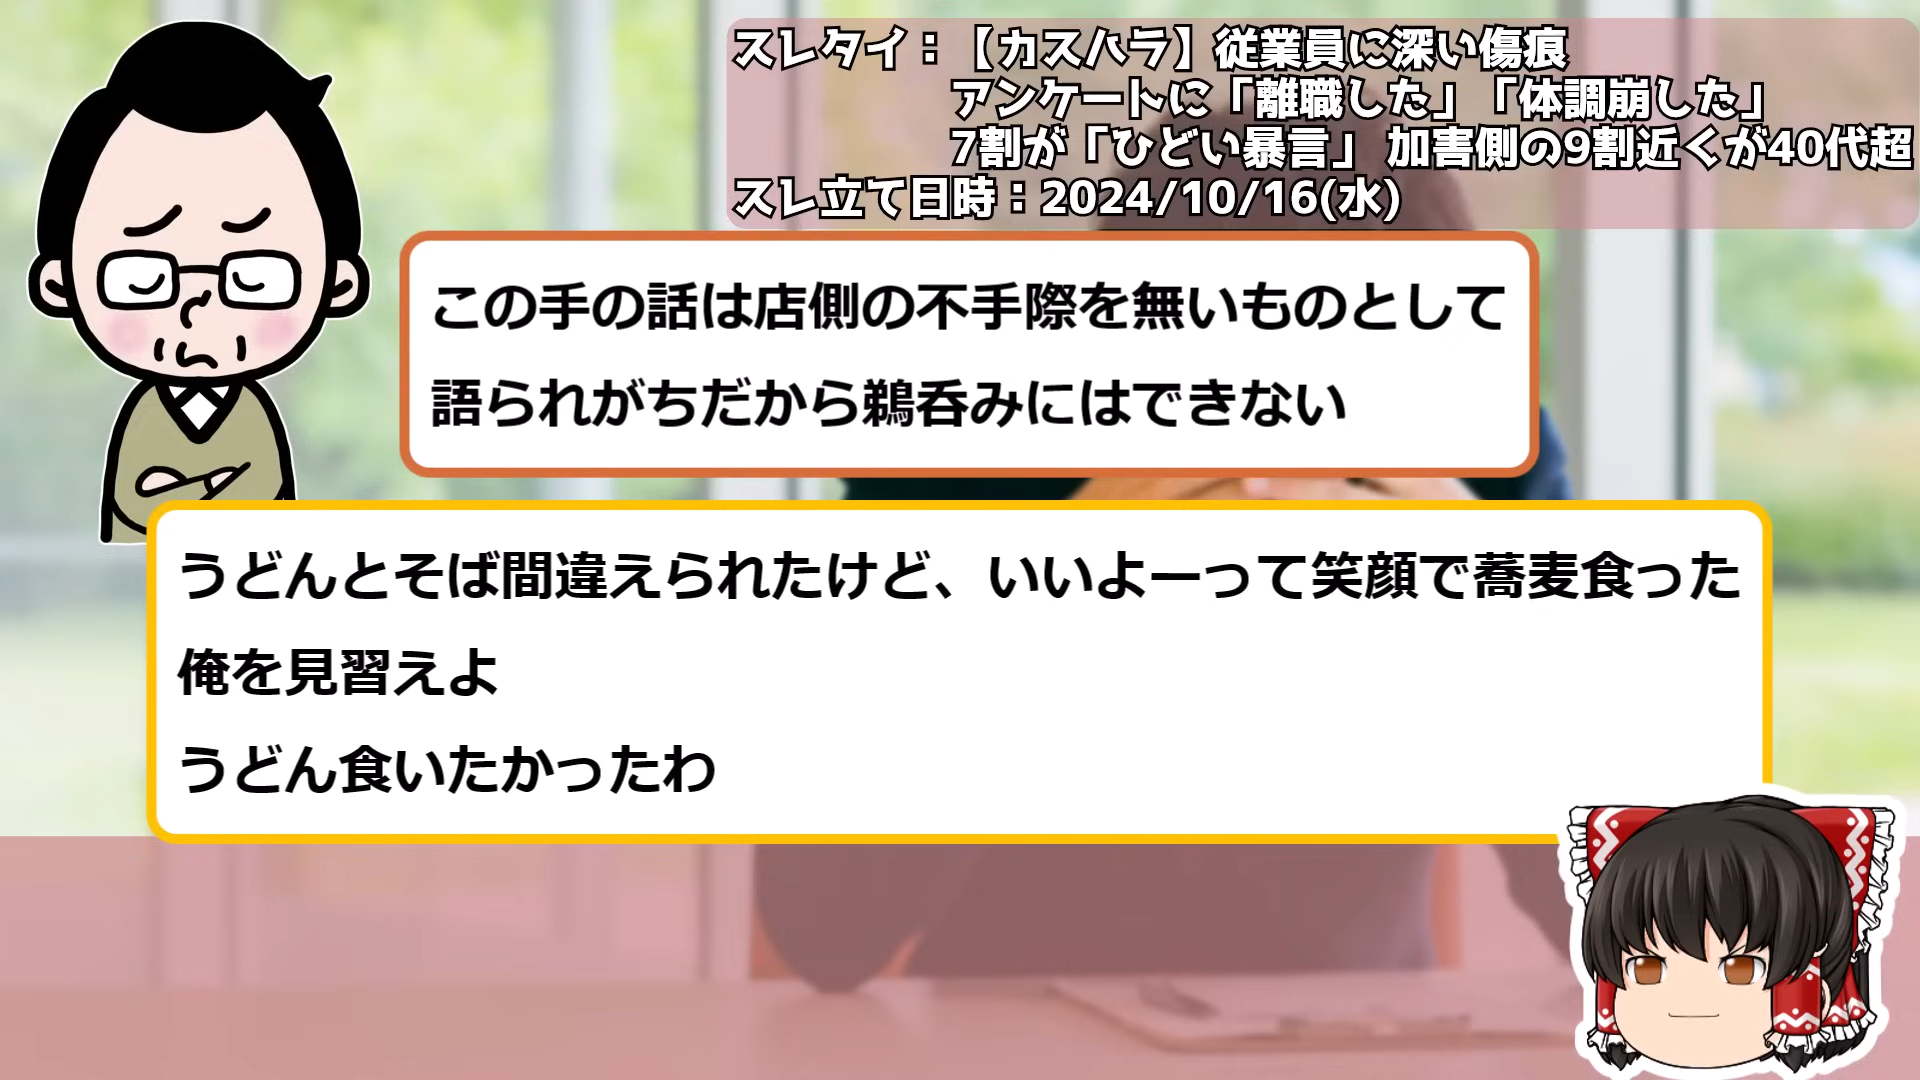 スレタイ：【カスハラ】従業員に深い傷痕
アンケートに「離職した」「体調崩した」
7割が「ひどい暴言」 加害側の9割近くが40代超
スレ立て日時：2024/10/16(水)
この手の話は店側の不手際を無いものとして
語られがちだから鵜呑みにはできない
うどんとそば間違えられたけど、いいよーって笑顔で蕎麦食った
俺を見習えよ
うどん食いたかったわ